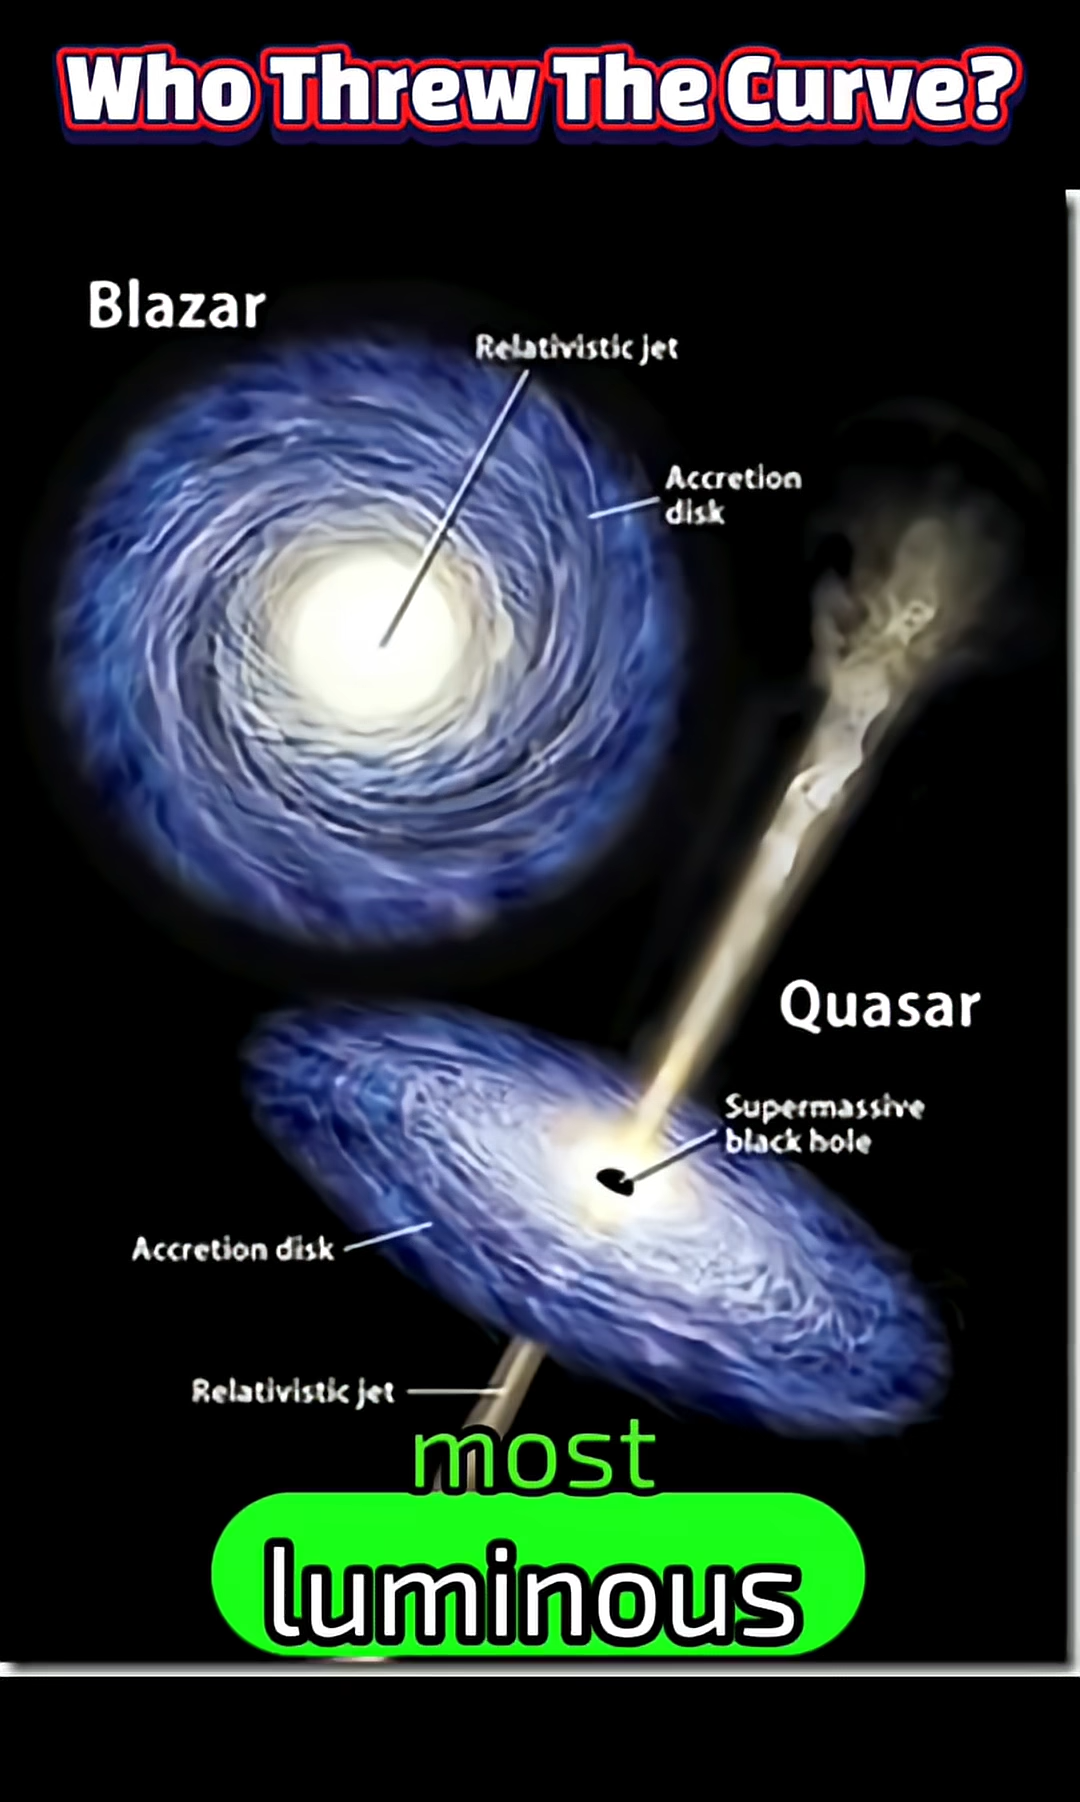 Who Threw The Curve?
Blazar
Relativistic jet
Accretion
disk
Quasar
Supermassive
black hole
Accretion disk
Relativistic jet
most
luminous